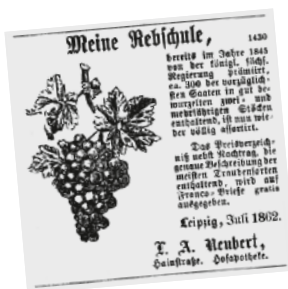 Meine Rebschule,
1430
bereits im Jahre 1845
von der königl. sächs.
Regierung prämiirt,
ca. 300 der vorzüglich-
sten Saaten in gut be-
wurzelten zwei- und
mehrjährigen Stöcken
enthaltend, ist nun wie-
der völlig assortirt.
Das Preisverzeich-
niß nebst Nachtrag, die
genaue Beschreibung der
meisten Traubensorten
enthaltend, wird auf
Franco-Briefe gratis
ausgegeben.
Leipzig, Juli 1862.
L. A. Neubert,
Hainstraße. Hofapotheke.